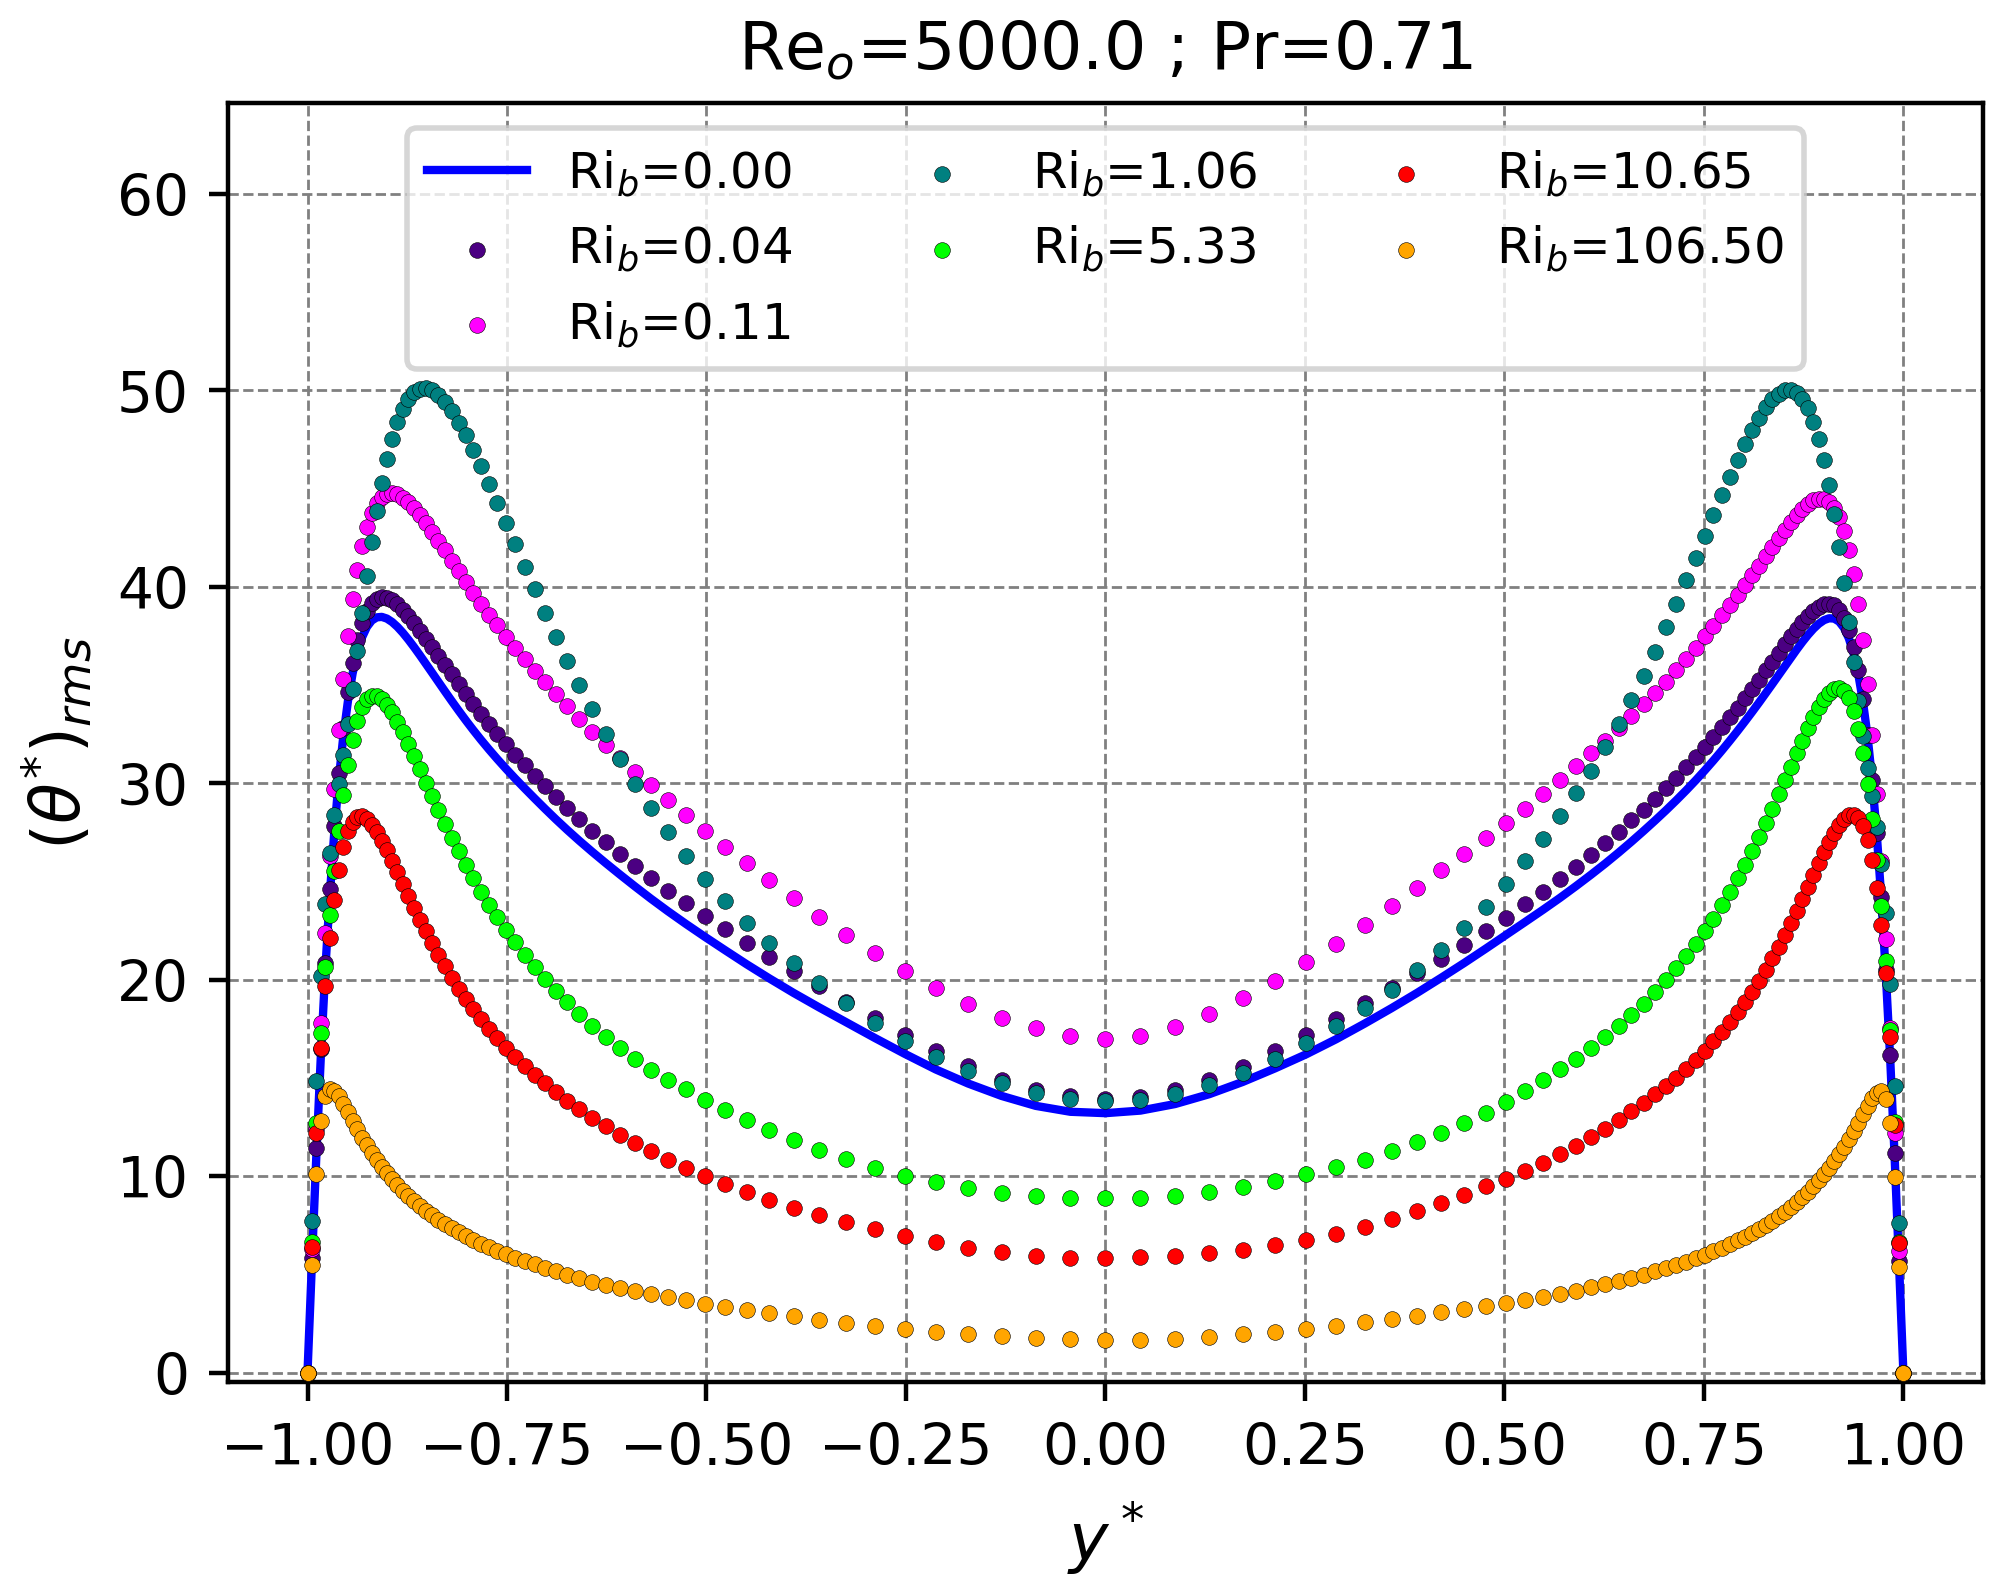 Re_o=5000.0 ; Pr=0.71
Ri_b=0.00 Ri_b=1.06 Ri_b=10.65
Ri_b=0.04 Ri_b=5.33 Ri_b=106.50
Ri_b=0.11
60
50
40
30
20
10
0
(θ*)_rms
−1.00 −0.75 −0.50 −0.25 0.00 0.25 0.50 0.75 1.00
y*